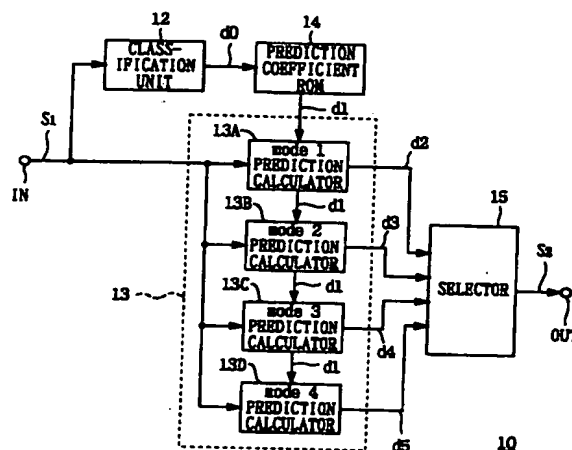 12
CLASS-
IFICATION
UNIT
d0
14
PREDICTION
COEFFICIENT
ROM
d1
S1
IN
13
13A
mode 1
PREDICTION
CALCULATOR
d2
d1
13B
mode 2
PREDICTION
CALCULATOR
d3
d1
13C
mode 3
PREDICTION
CALCULATOR
d4
d1
13D
mode 4
PREDICTION
CALCULATOR
d5
15
SELECTOR
S2
OUT
10